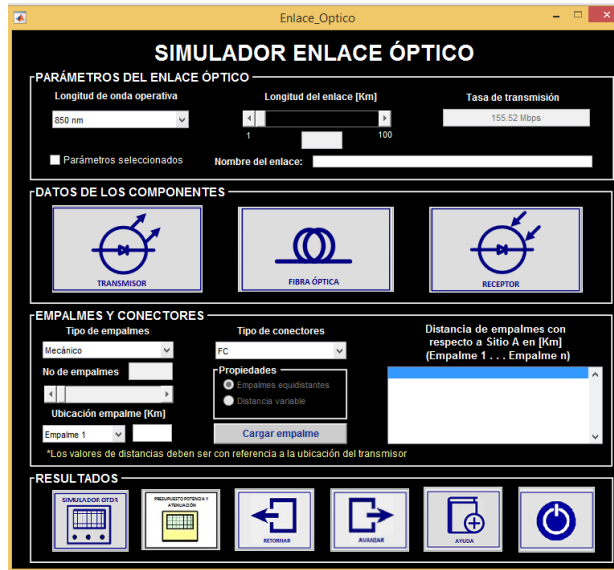 Enlace_Optico
SIMULADOR ENLACE ÓPTICO
PARÁMETROS DEL ENLACE ÓPTICO
Longitud de onda operativa
Longitud del enlace [Km]
Tasa de transmisión
850 nm
155.52 Mbps
1
100
Parámetros seleccionados
Nombre del enlace:
DATOS DE LOS COMPONENTES
TRANSMISOR
FIBRA ÓPTICA
RECEPTOR
EMPALMES Y CONECTORES
Tipo de empalmes
Tipo de conectores
Distancia de empalmes con
respecto a Sitio A en [Km]
(Empalme 1 . . . Empalme n)
Mecánico
FC
No de empalmes
Propiedades
Empalmes equidistantes
Distancia variable
Ubicación empalme [Km]
Empalme 1
Cargar empalme
*Los valores de distancias deben ser con referencia a la ubicación del transmisor
RESULTADOS
SIMULADOR OTDR
PRESUPUESTO POTENCIA Y
ATENUACIÓN
RETORNAR
AVANZAR
AYUDA